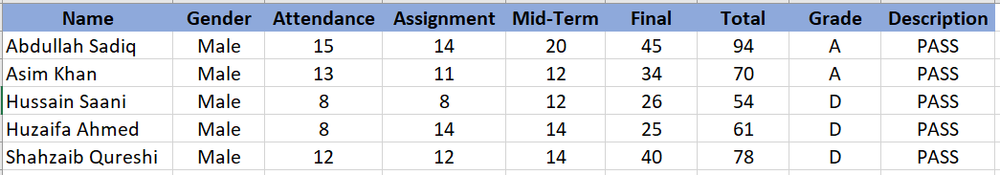 Name Gender Attendance Assignment Mid-Term Final Total Grade Description
Abdullah Sadiq Male 15 14 20 45 94 A PASS
Asim Khan Male 13 11 12 34 70 A PASS
Hussain Saani Male 8 8 12 26 54 D PASS
Huzaifa Ahmed Male 8 14 14 25 61 D PASS
Shahzaib Qureshi Male 12 12 14 40 78 D PASS